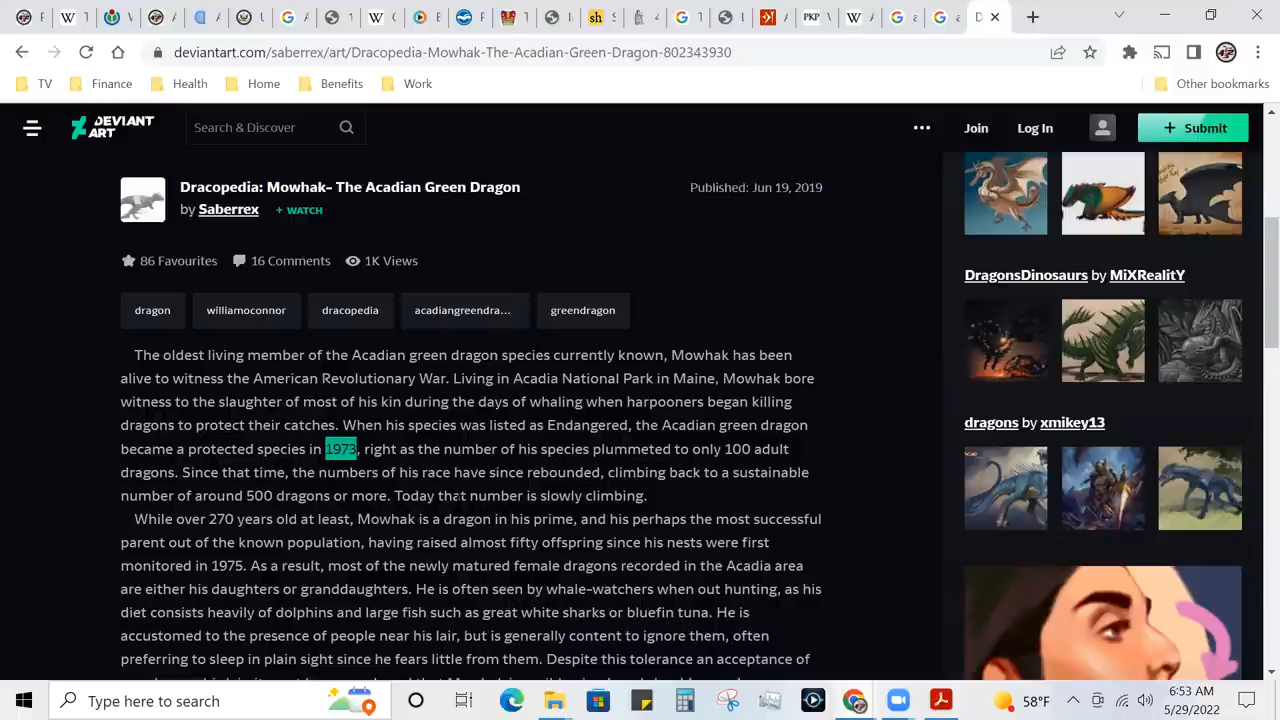 deviantart.com/saberrex/art/Dracopedia-Mowhak-The-Acadian-Green-Dragon-802343930
TV Finance Health Home Benefits Work Other bookmarks
DEVIANT ART
Search & Discover
Join Log In + Submit
Dracopedia: Mowhak– The Acadian Green Dragon
Published: Jun 19, 2019
by Saberrex + WATCH
86 Favourites 16 Comments 1K Views
dragon williamoconnor dracopedia acadiangreendra... greendragon
The oldest living member of the Acadian green dragon species currently known, Mowhak has been
alive to witness the American Revolutionary War. Living in Acadia National Park in Maine, Mowhak bore
witness to the slaughter of most of his kin during the days of whaling when harpooners began killing
dragons to protect their catches. When his species was listed as Endangered, the Acadian green dragon
became a protected species in 1973, right as the number of his species plummeted to only 100 adult
dragons. Since that time, the numbers of his race have since rebounded, climbing back to a sustainable
number of around 500 dragons or more. Today that number is slowly climbing.
While over 270 years old at least, Mowhak is a dragon in his prime, and his perhaps the most successful
parent out of the known population, having raised almost fifty offspring since his nests were first
monitored in 1975. As a result, most of the newly matured female dragons recorded in the Acadia area
are either his daughters or granddaughters. He is often seen by whale-watchers when out hunting, as his
diet consists heavily of dolphins and large fish such as great white sharks or bluefin tuna. He is
accustomed to the presence of people near his lair, but is generally content to ignore them, often
preferring to sleep in plain sight since he fears little from them. Despite this tolerance an acceptance of
DragonsDinosaurs by MiXRealitY
dragons by xmikey13
Type here to search
58°F
6:53 AM
5/29/2022